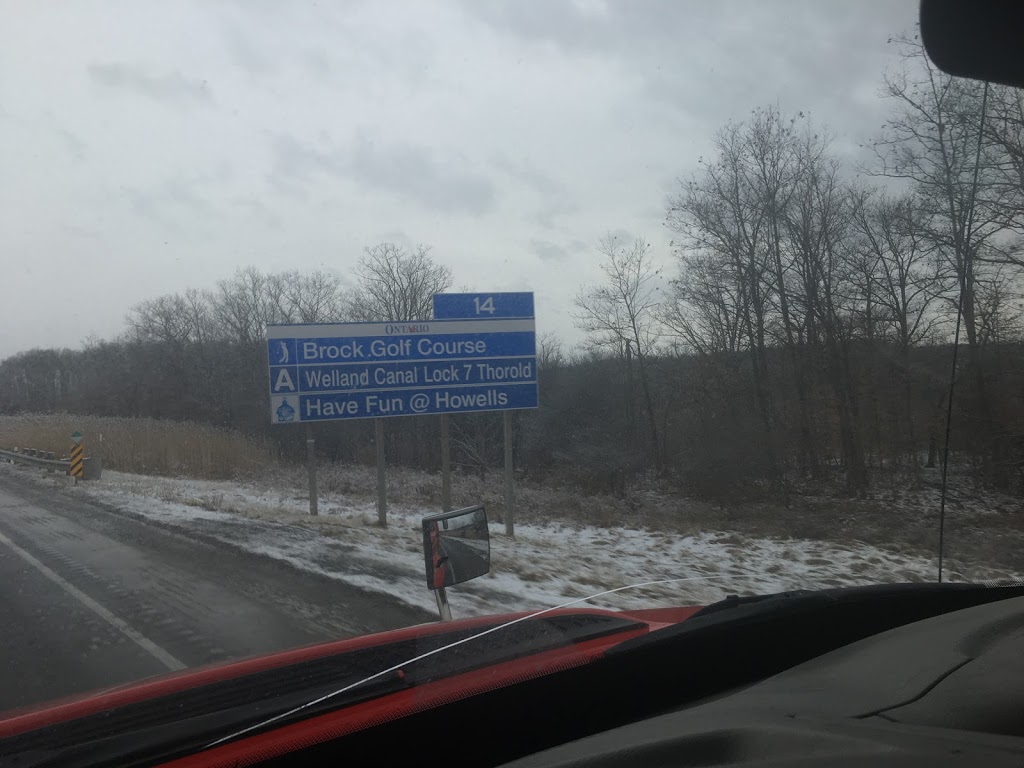 14
ONTARIO
Brock Golf Course
A Welland Canal Lock 7 Thorold
Have Fun @ Howells